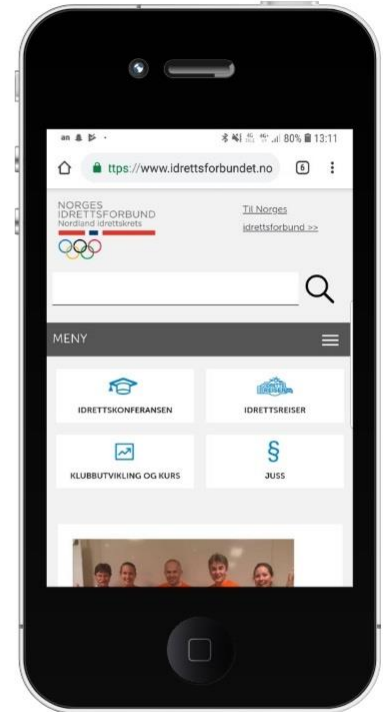 80% 13:11
ttps://www.idrettsforbundet.no
6
NORGES
IDRETTSFORBUND
Nordland idrettskrets
Til Norges
idrettsforbund >>
MENY
IDRETTSKONFERANSEN
IDRETTSREISER
KLUBBUTVIKLING OG KURS
§
JUSS